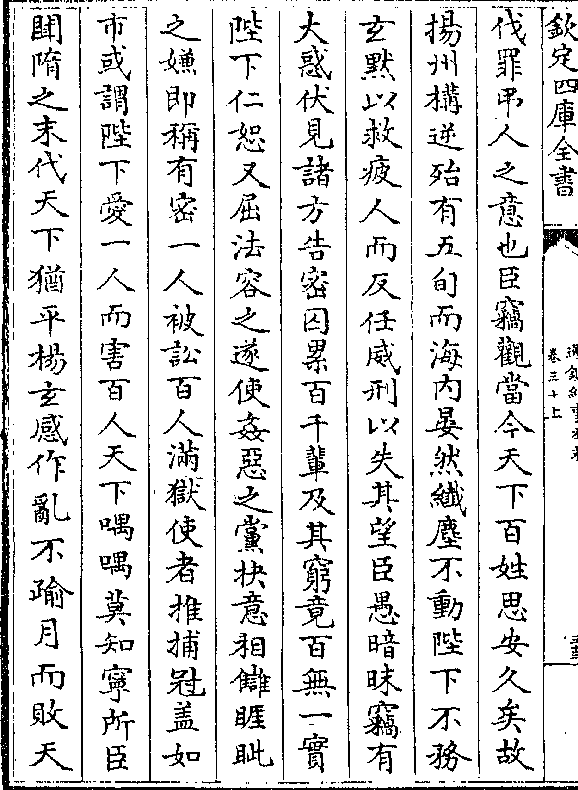 欽定四庫全書
卷三十上
伐罪弔人之意也臣竊觀當今天下百姓思安久矣故
揚州搆逆殆有五旬而海内晏然纎塵不動陛下不務
玄默以救疲人而反任威刑以失其望臣愚暗昧竊有
大惑伏見諸方告密囚累百千輩及其窮竟百無一實
陛下仁恕又屈法容之遂使姦惡之黨抉意相讎睚眦
之嫌即稱有密一人被訟百人滿獄使者推捕冠盖如
市或謂陛下愛一人而害百人天下喁喁莫知寧所臣
聞隋之末代天下猶平楊玄感作亂不踰月而敗天